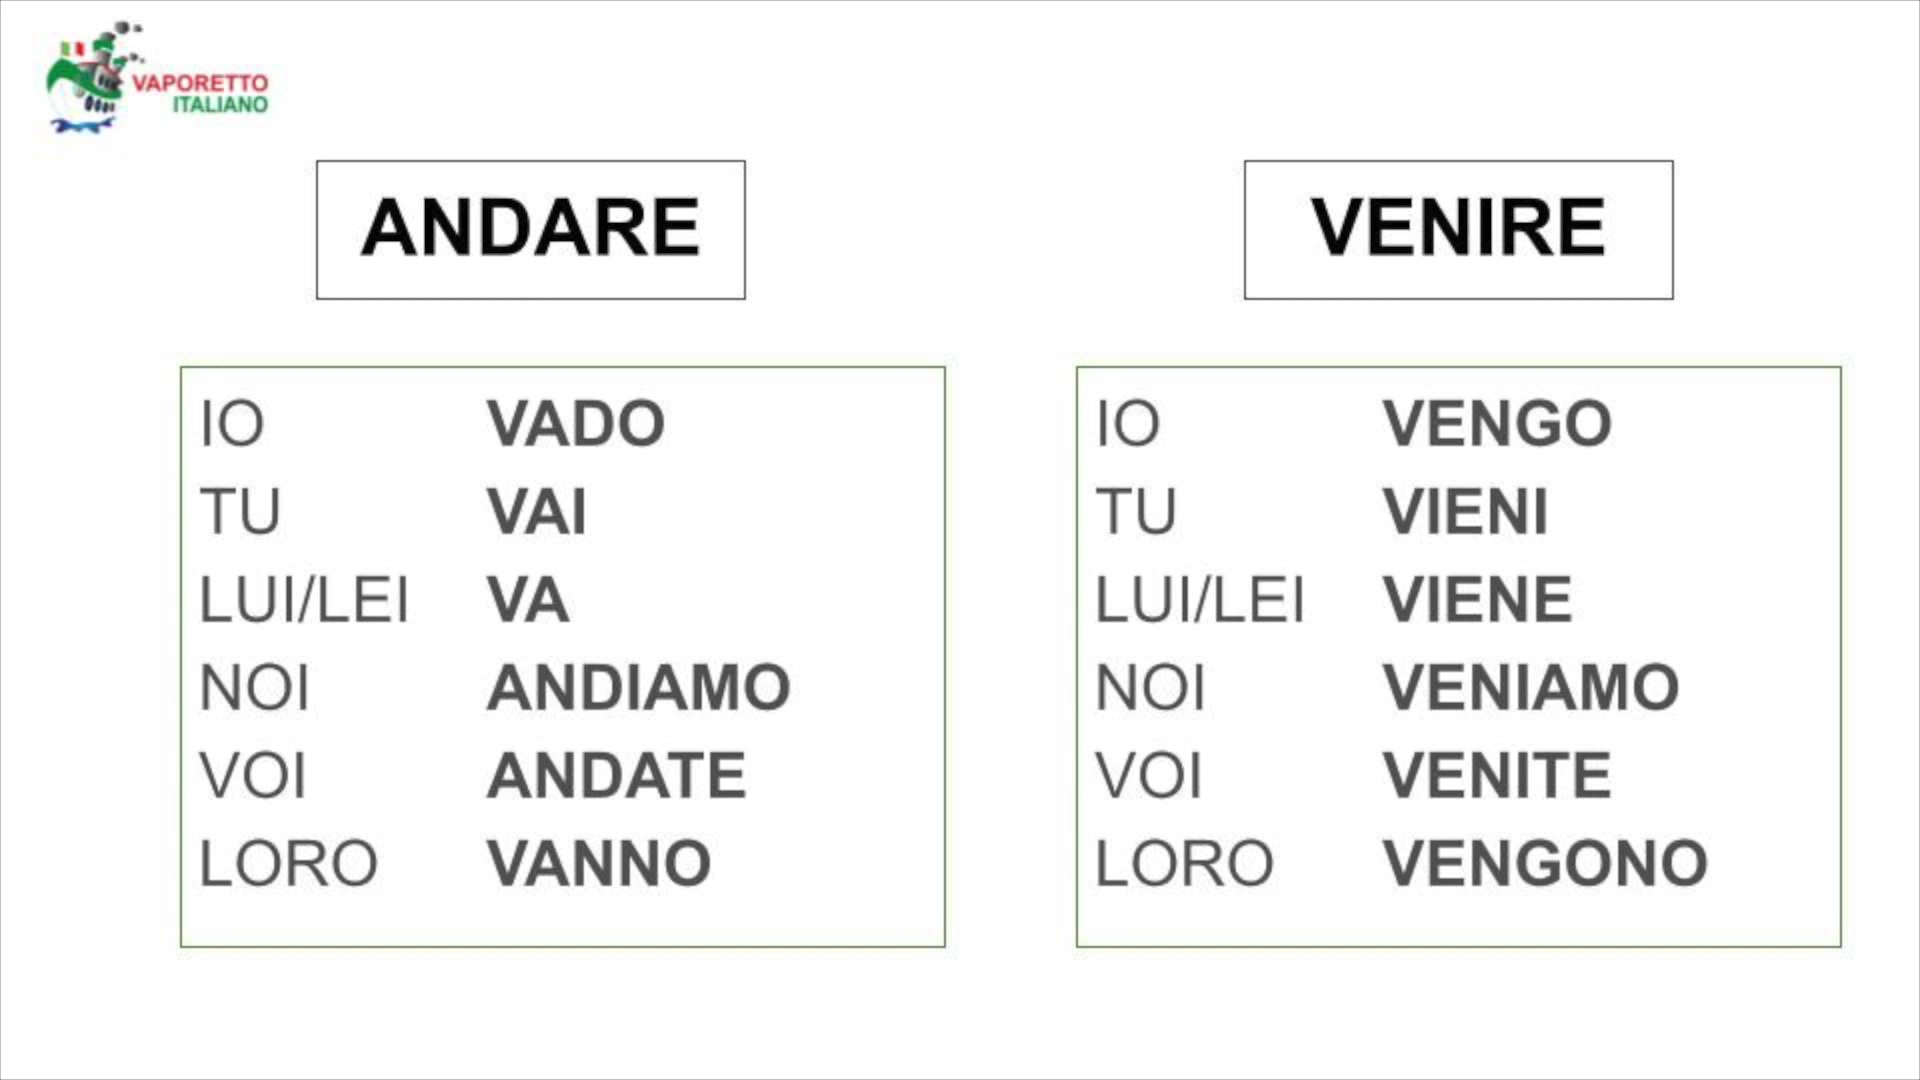 VAPORETTO
ITALIANO
ANDARE
IO VADO
TU VAI
LUI/LEI VA
NOI ANDIAMO
VOI ANDATE
LORO VANNO
VENIRE
IO VENGO
TU VIENI
LUI/LEI VIENE
NOI VENIAMO
VOI VENITE
LORO VENGONO